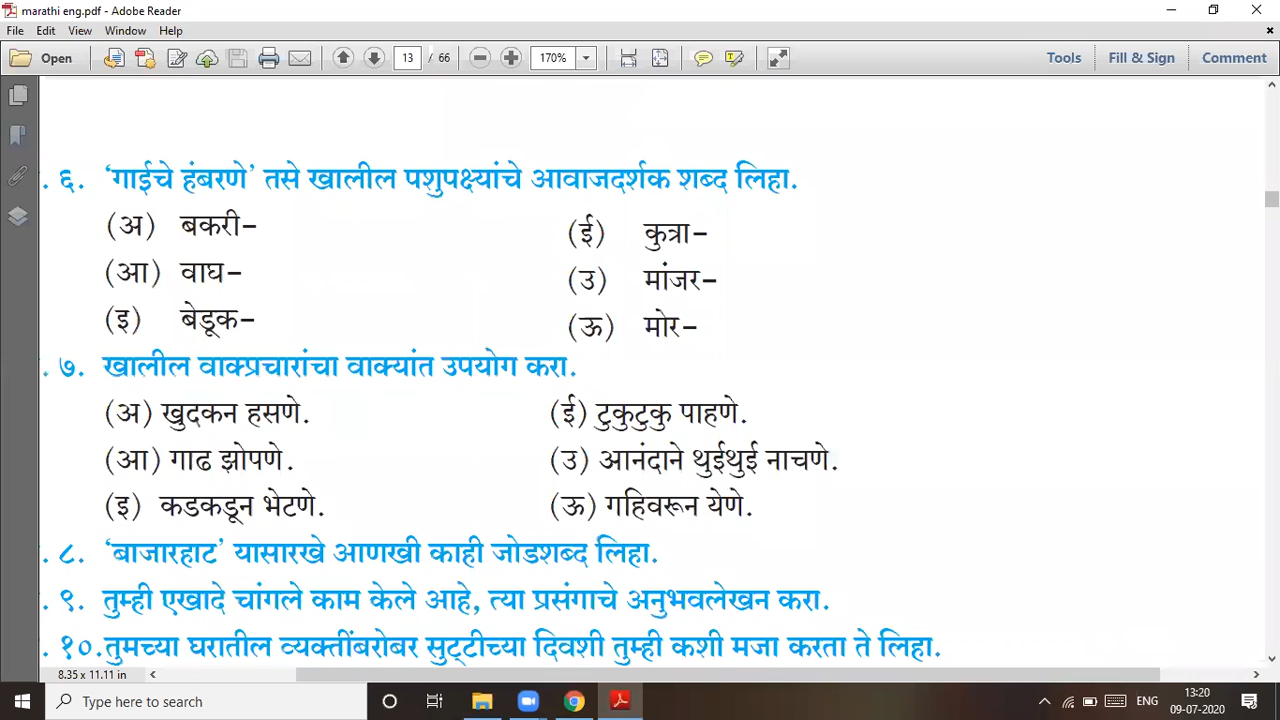 marathi eng.pdf - Adobe Reader
File Edit View Window Help
Open 13 / 66 170% Tools Fill & Sign Comment
. ६. ‘गाईचे हंबरणे’ तसे खालील पशुपक्ष्यांचे आवाजदर्शक शब्द लिहा.
(अ) बकरी- (ई) कुत्रा-
(आ) वाघ- (उ) मांजर-
(इ) बेडूक- (ऊ) मोर-
. ७. खालील वाक्प्रचारांचा वाक्यांत उपयोग करा.
(अ) खुदकन हसणे. (ई) टुकुटुकु पाहणे.
(आ) गाढ झोपणे. (उ) आनंदाने थुईथुई नाचणे.
(इ) कडकडून भेटणे. (ऊ) गहिवरून येणे.
. ८. ‘बाजारहाट’ यासारखे आणखी काही जोडशब्द लिहा.
. ९. तुम्ही एखादे चांगले काम केले आहे, त्या प्रसंगाचे अनुभवलेखन करा.
. १०. तुमच्या घरातील व्यक्तींबरोबर सुट्टीच्या दिवशी तुम्ही कशी मजा करता ते लिहा.
8.35 x 11.11 in
Type here to search ENG 13:20
09-07-2020